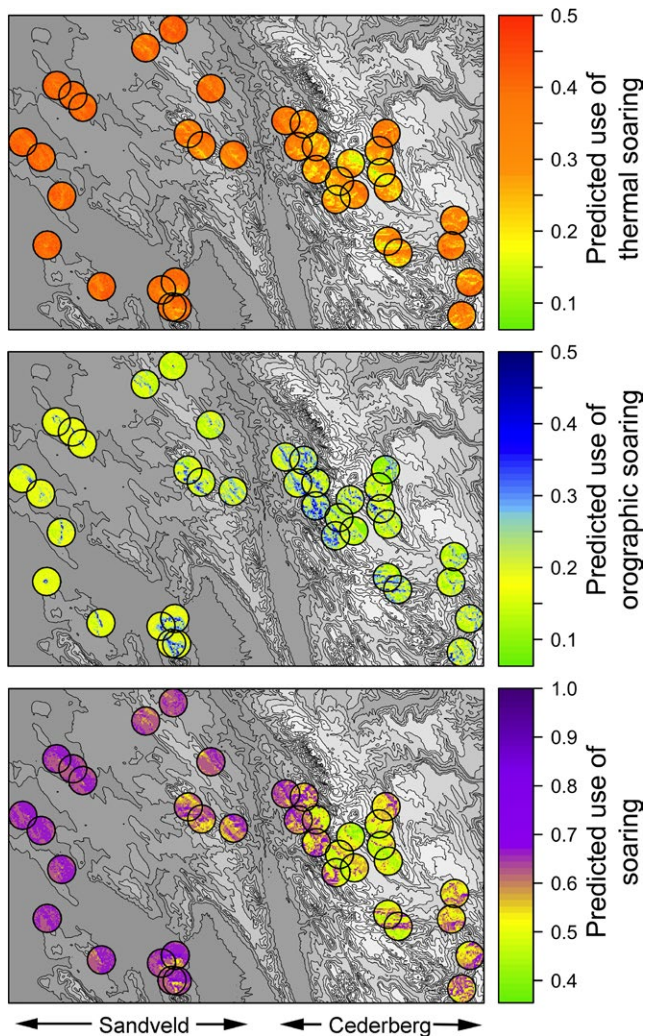 0.5
0.4
0.3
0.2
0.1
Predicted use of
thermal soaring
0.5
0.4
0.3
0.2
0.1
Predicted use of
orographic soaring
1.0
0.9
0.8
0.7
0.6
0.5
0.4
Predicted use of
soaring
Sandveld
Cederberg